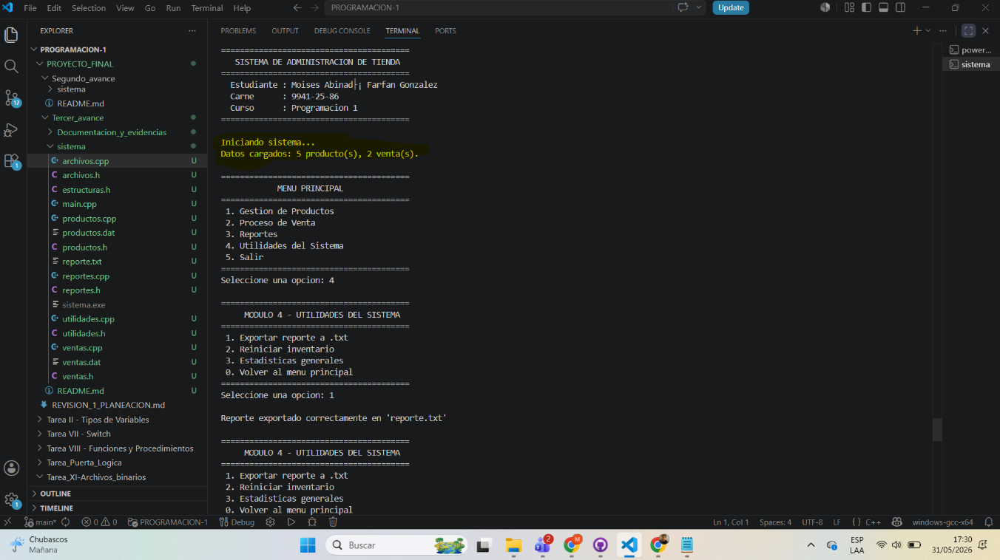 File Edit Selection View Go Run Terminal Help
PROGRAMACION-1
Update
EXPLORER
PROBLEMS OUTPUT DEBUG CONSOLE TERMINAL PORTS
PROGRAMACION-1
PROYECTO_FINAL
Segundo_avance
sistema
README.md
Tercer_avance
Documentacion_y_evidencias
sistema
archivos.cpp U
archivos.h U
estructuras.h U
main.cpp U
productos.cpp U
productos.dat U
productos.h U
reporte.txt U
reportes.cpp U
reportes.h U
sistema.exe
utilidades.cpp U
utilidades.h U
ventas.cpp U
ventas.dat U
ventas.h U
README.md U
REVISION_1_PLANEACION.md
Tarea II - Tipos de Variables
Tarea VII - Switch
Tarea VIII - Funciones y Procedimientos
Tarea_Puerta_Logica
Tarea_XI-Archivos_binarios
OUTLINE
TIMELINE
17
1
1
========================================
SISTEMA DE ADMINISTRACION DE TIENDA
========================================
Estudiante : Moises Abinad├¡ Farfan Gonzalez
Carne : 9941-25-86
Curso : Programacion 1
========================================
Iniciando sistema...
Datos cargados: 5 producto(s), 2 venta(s).
========================================
MENU PRINCIPAL
========================================
1. Gestion de Productos
2. Proceso de Venta
3. Reportes
4. Utilidades del Sistema
5. Salir
========================================
Seleccione una opcion: 4
========================================
MODULO 4 - UTILIDADES DEL SISTEMA
========================================
1. Exportar reporte a .txt
2. Reiniciar inventario
3. Estadisticas generales
0. Volver al menu principal
========================================
Seleccione una opcion: 1
Reporte exportado correctamente en 'reporte.txt'
========================================
MODULO 4 - UTILIDADES DEL SISTEMA
========================================
1. Exportar reporte a .txt
2. Reiniciar inventario
3. Estadisticas generales
0. Volver al menu principal
power...
sistema
main* 0 0 PROGRAMACION-1 Debug
Ln 1, Col 1 Spaces: 4 UTF-8 LF {} C++ windows-gcc-x64
Chubascos
Mañana
Buscar
2
M
ESP
LAA
17:30
31/05/2026